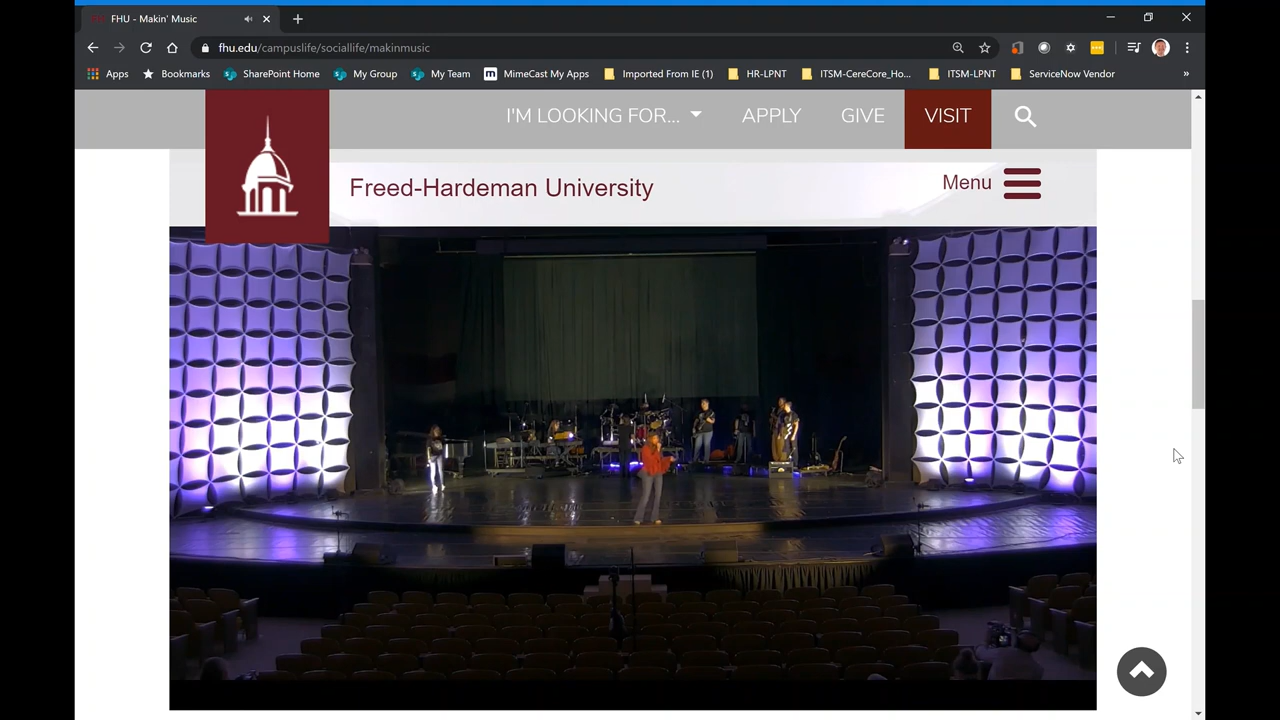 FHU - Makin' Music
fhu.edu/campuslife/sociallife/makinmusic
Apps Bookmarks SharePoint Home My Group My Team MimeCast My Apps Imported From IE (1) HR-LPNT ITSM-CereCore_Ho... ITSM-LPNT ServiceNow Vendor »
I'M LOOKING FOR... APPLY GIVE VISIT
Freed-Hardeman University
Menu